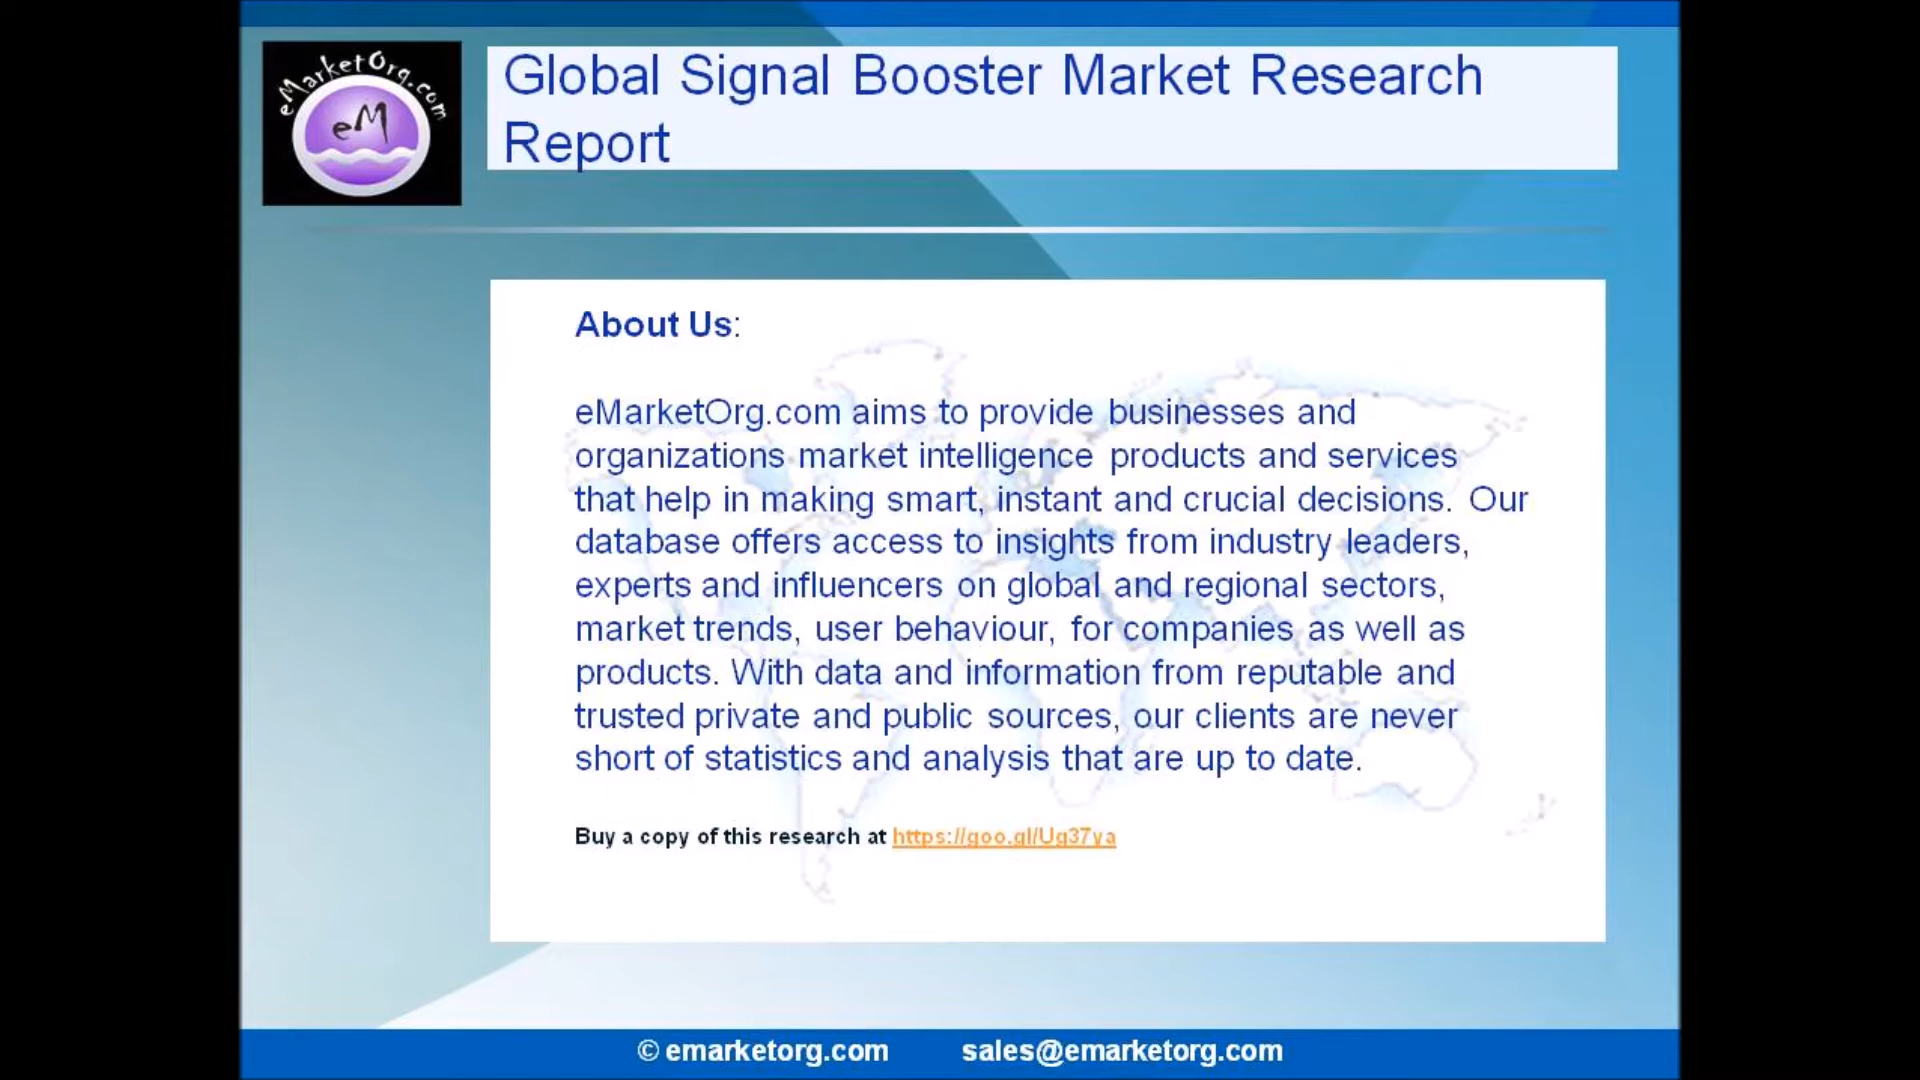 eMarketOrg.com
eM
Global Signal Booster Market Research
Report
About Us:
eMarketOrg.com aims to provide businesses and
organizations market intelligence products and services
that help in making smart, instant and crucial decisions. Our
database offers access to insights from industry leaders,
experts and influencers on global and regional sectors,
market trends, user behaviour, for companies as well as
products. With data and information from reputable and
trusted private and public sources, our clients are never
short of statistics and analysis that are up to date.
Buy a copy of this research at https://goo.gl/Ug37ya
© emarketorg.com sales@emarketorg.com